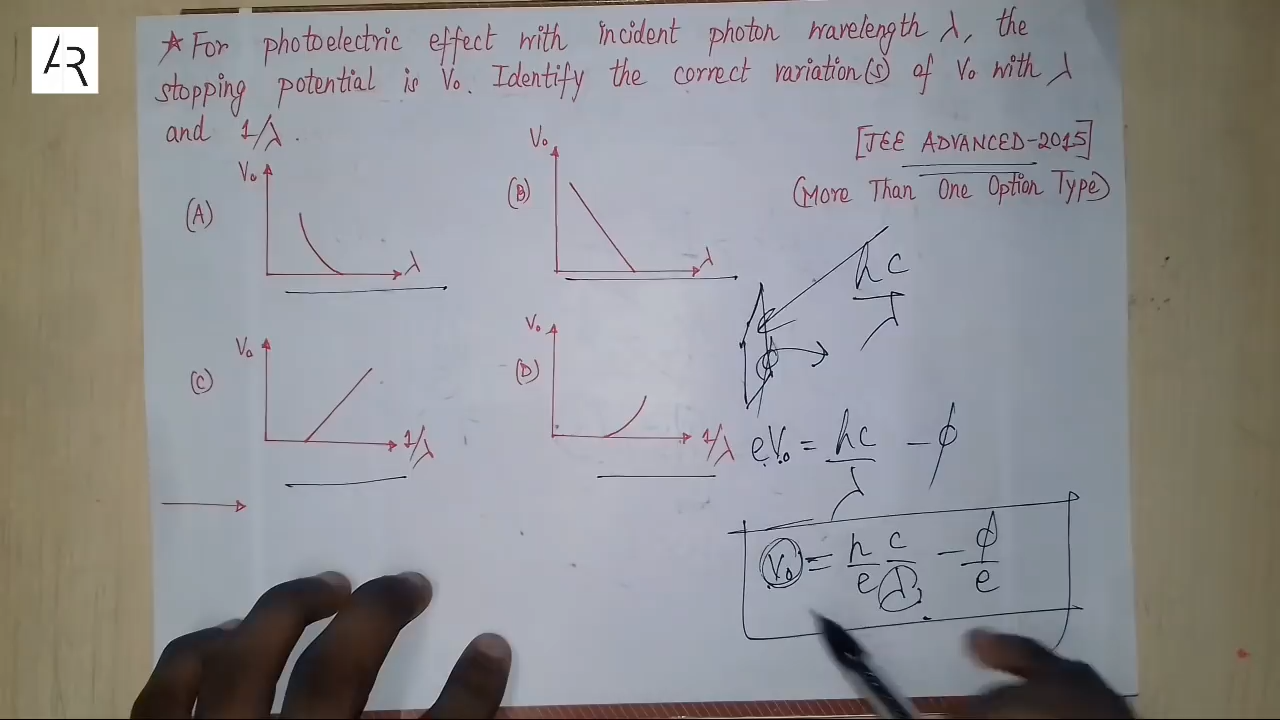 AR
★ For photoelectric effect with incident photon wavelength λ, the
stopping potential is V₀. Identify the correct variation(s) of V₀ with λ
and 1/λ.
[JEE ADVANCED-2015]
(More Than One Option Type)
(A) V₀ λ
(B) V₀ λ
(C) V₀ 1/λ
(D) V₀ 1/λ
hc/λ
e
eV₀ = hc/λ - ϕ
V₀ = h/e c/λ - ϕ/e